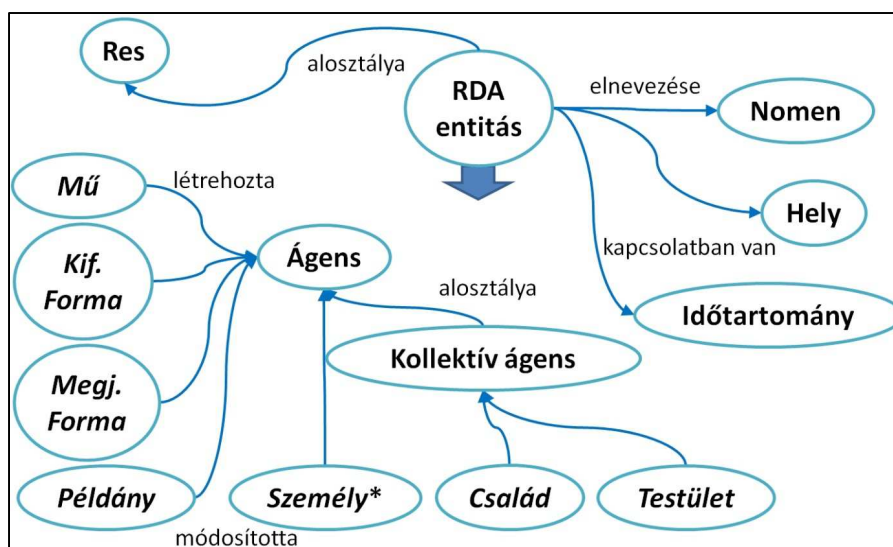 Res
alosztálya
RDA
entitás
elnevezése
Nomen
Mű
létrehozta
Hely
Kif.
Forma
Ágens
kapcsolatban van
alosztálya
Időtartomány
Kollektív ágens
Megj.
Forma
Példány
Személy*
Család
Testület
módosította